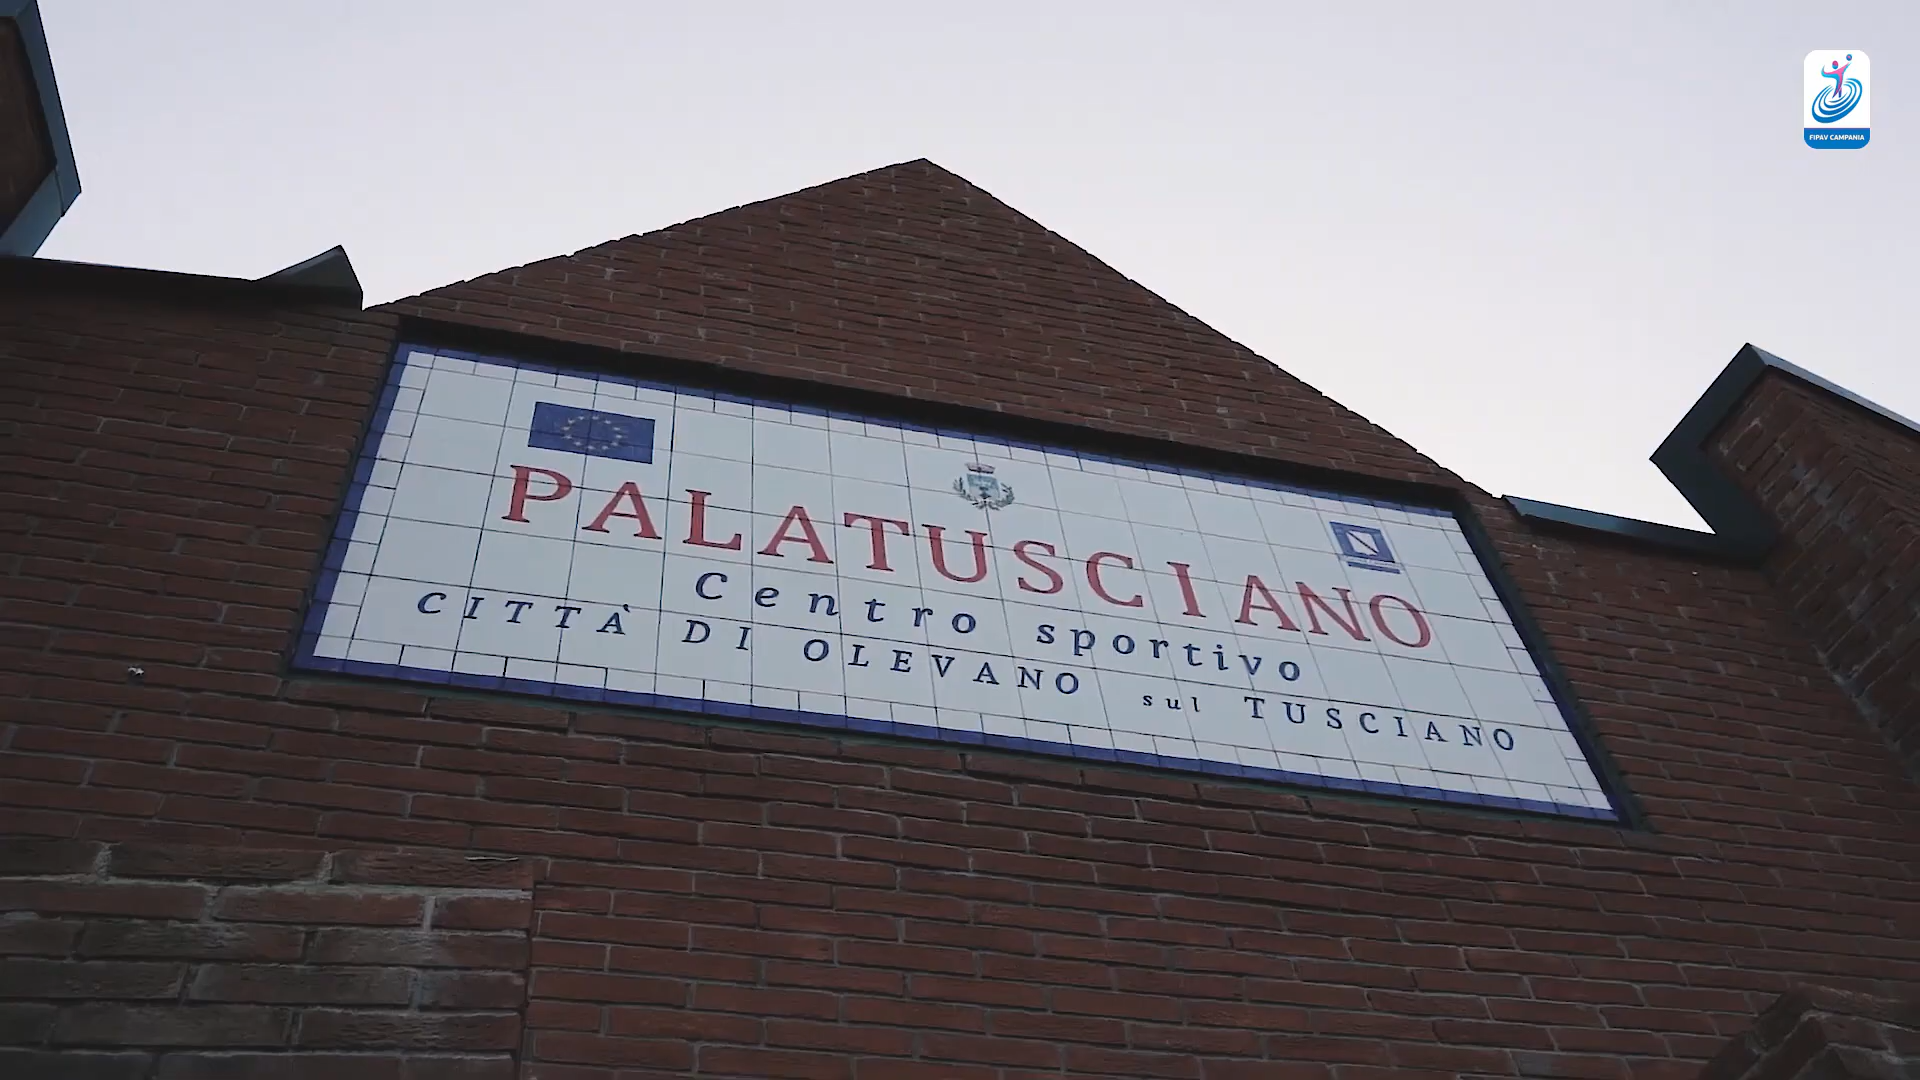 FIPAV CAMPANIA
PALATUSCIANO
Centro sportivo
CITTÀ DI OLEVANO sul TUSCIANO